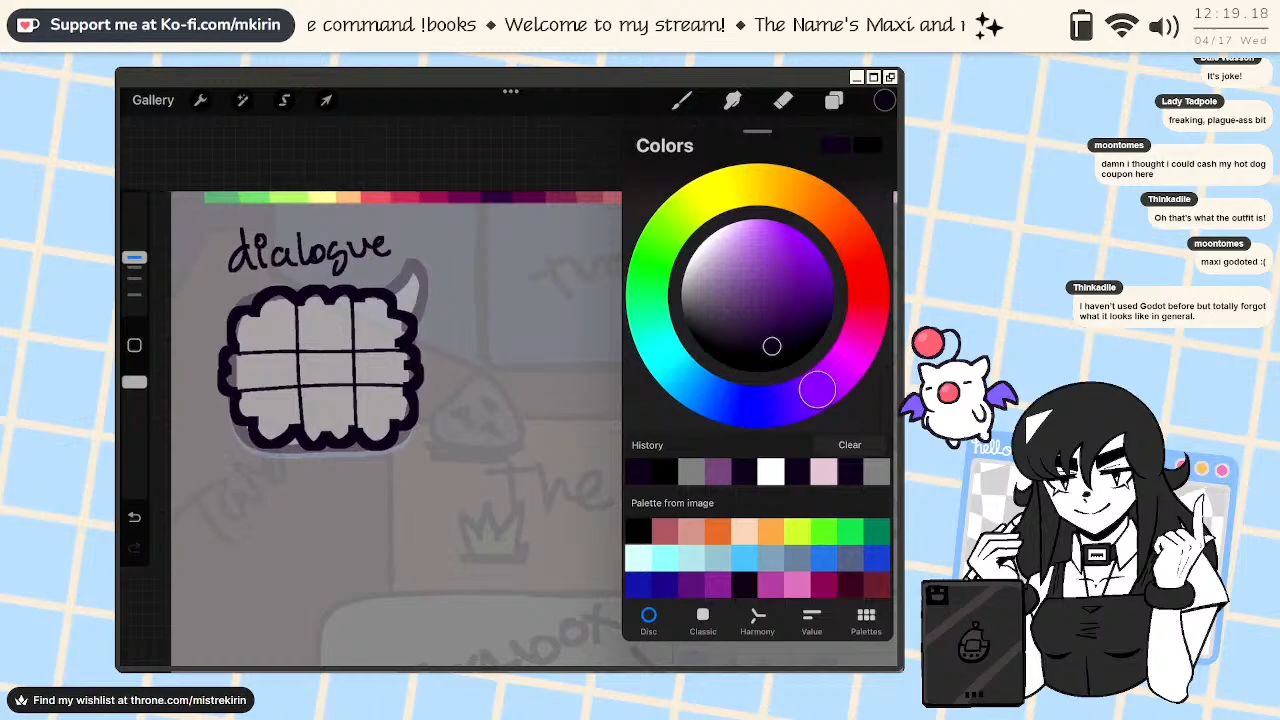 Support me at Ko-fi.com/mkirin
e command !books ◆ Welcome to my stream! ◆ The Name's Maxi and
12:19.18
04/17 Wed
Gallery
Colors
dialogue
The
History
Clear
Palette from image
Disc
Classic
Harmony
Value
Palettes
It's joke!
Lady Tadpole
freaking, plague-ass bit
moontomes
damn i thought i could cash my hot dog
coupon here
Thinkadile
Oh that's what the outfit is!
moontomes
maxi godoted :(
Thinkadile
I haven't used Godot before but totally forgot
what it looks like in general.
hello
Find my wishlist at throne.com/mistrekirin